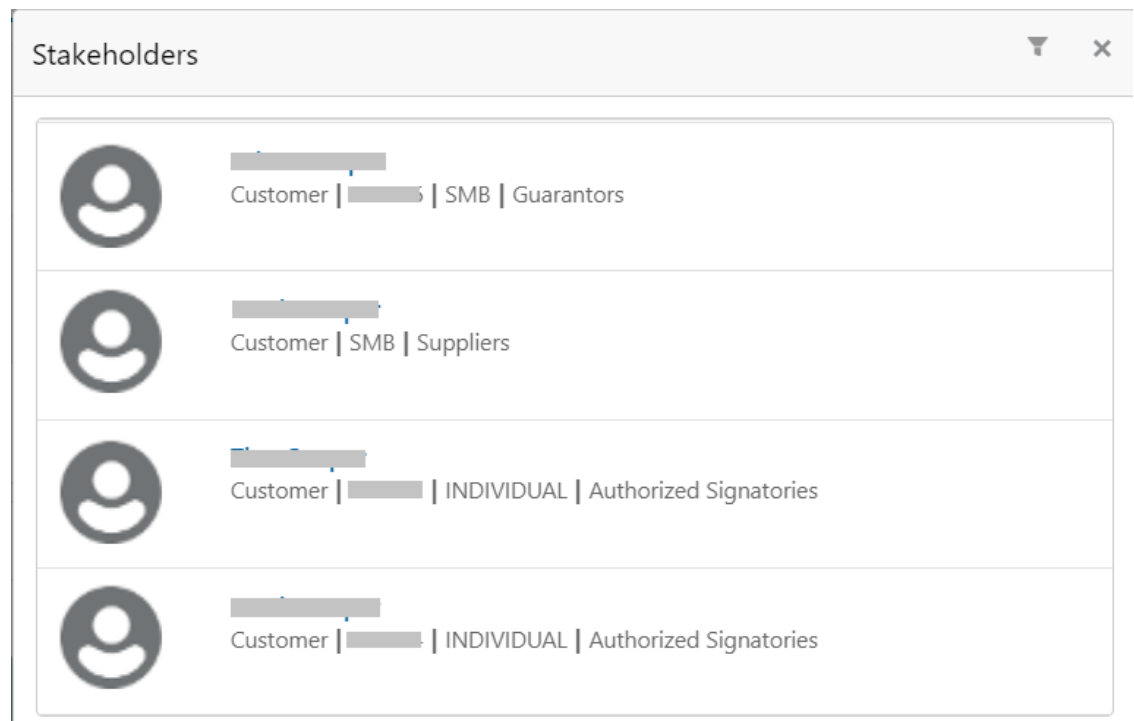 Stakeholders
Customer | | SMB | Guarantors
Customer | SMB | Suppliers
Customer | | INDIVIDUAL | Authorized Signatories
Customer | | INDIVIDUAL | Authorized Signatories